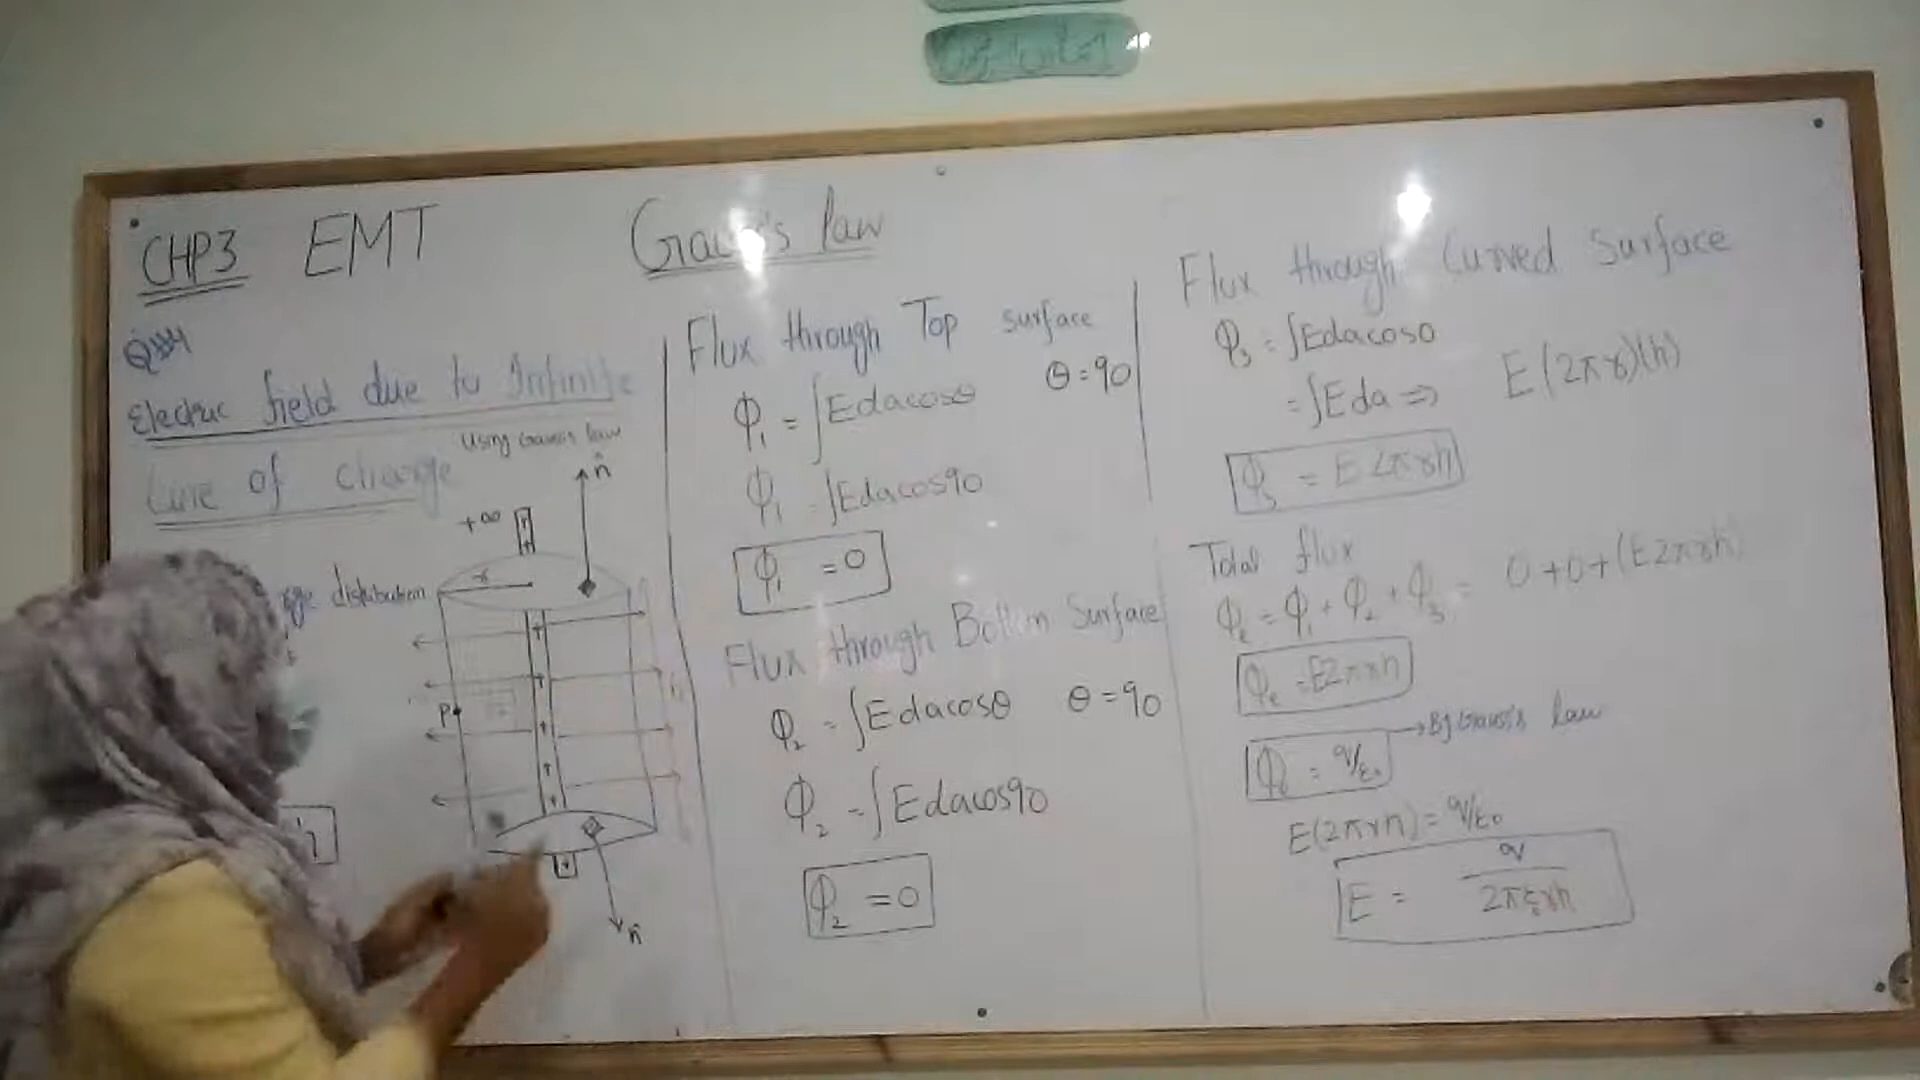 CHP3 EMT
Gauss's law
Q#4
Electric field due to Infinite
Line of charge
Using Gauss's law
n̂
+∞
r
distribution
P
h
n̂
Flux through Top surface
θ=90
Φ₁ = ∫Edacosθ
Φ₁ = ∫Edacos90
Φ₁ = 0
Flux through Bottom Surface
Φ₂ = ∫Edacosθ θ=90
Φ₂ = ∫Edacos90
Φ₂ = 0
Flux through Curved Surface
Φ₃ = ∫Edacos0
= ∫Eda ⇒ E(2πr)(h)
Φ₃ = E2πrh
Total flux
Φₑ = Φ₁ + Φ₂ + Φ₃ = 0+0+(E2πrh)
Φₑ = E2πrh
Φₑ = q/ε₀ → By Gauss's law
E(2πrh) = q/ε₀
E = q / 2πε₀rh